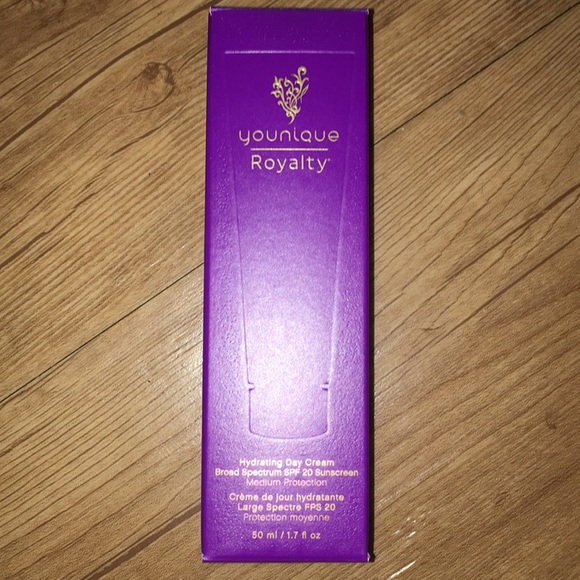 younique
Royalty
Hydrating Day Cream
Broad Spectrum SPF 20 Sunscreen
Medium Protection
Crème de jour hydratante
Large Spectre FPS 20
Protection moyenne
50 ml / 1.7 fl oz